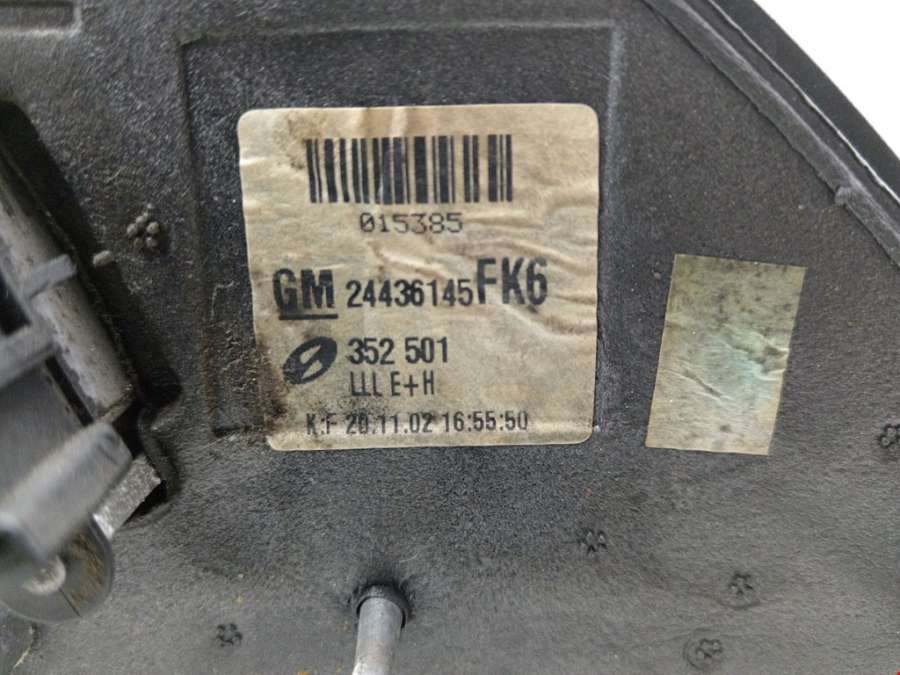 015385
GM 24436145 FK6
352 501
LLL E+H
K:F 20.11.02 16:55:50